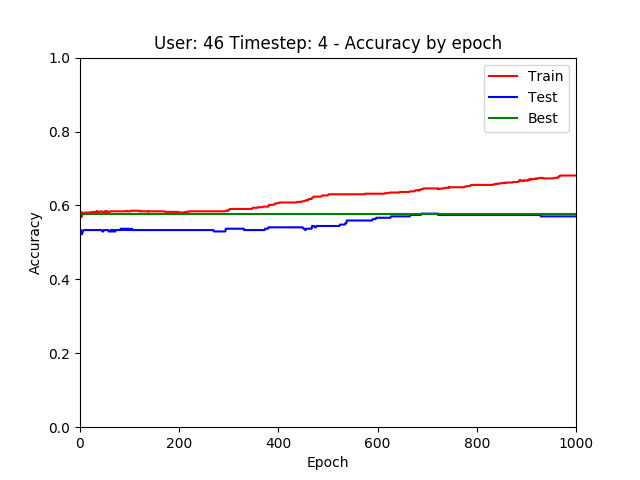 User: 46 Timestep: 4 - Accuracy by epoch
Train
Test
Best
1.0
0.8
0.6
0.4
0.2
0.0
Accuracy
0 200 400 600 800 1000
Epoch